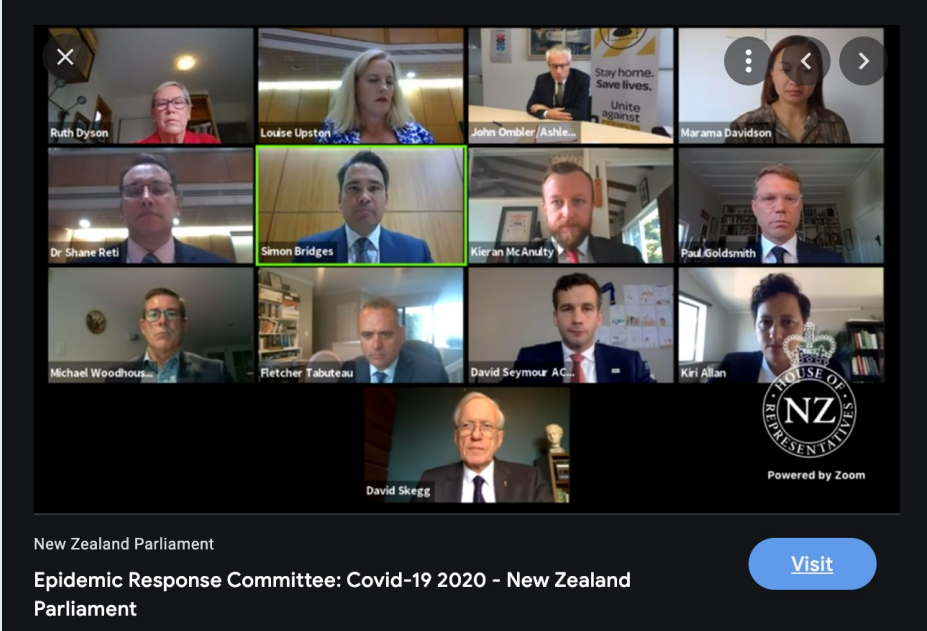 Ruth Dyson
Louise Upston
John Ombler/Ashle...
Stay home.
Save lives.
Unite
against
Marama Davidson
Dr Shane Reti
Simon Bridges
Kieran McAnulty
Paul Goldsmith
Michael Woodhous...
Fletcher Tabuteau
David Seymour AC...
Kiri Allan
HOUSE OF
NZ
REPRESENTATIVES
Powered by Zoom
David Skegg
New Zealand Parliament
Epidemic Response Committee: Covid-19 2020 - New Zealand
Parliament
Visit